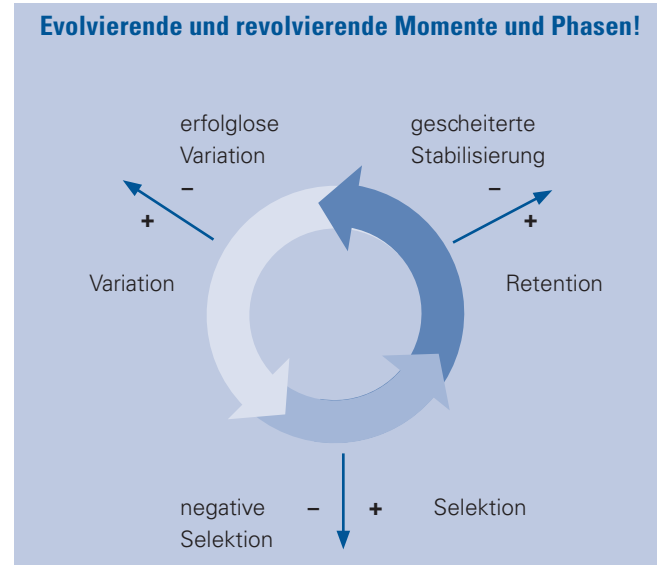 Evolvierende und revolvierende Momente und Phasen!
erfolglose
Variation
–
+
Variation
gescheiterte
Stabilisierung
–
+
Retention
negative
Selektion
–
+
Selektion